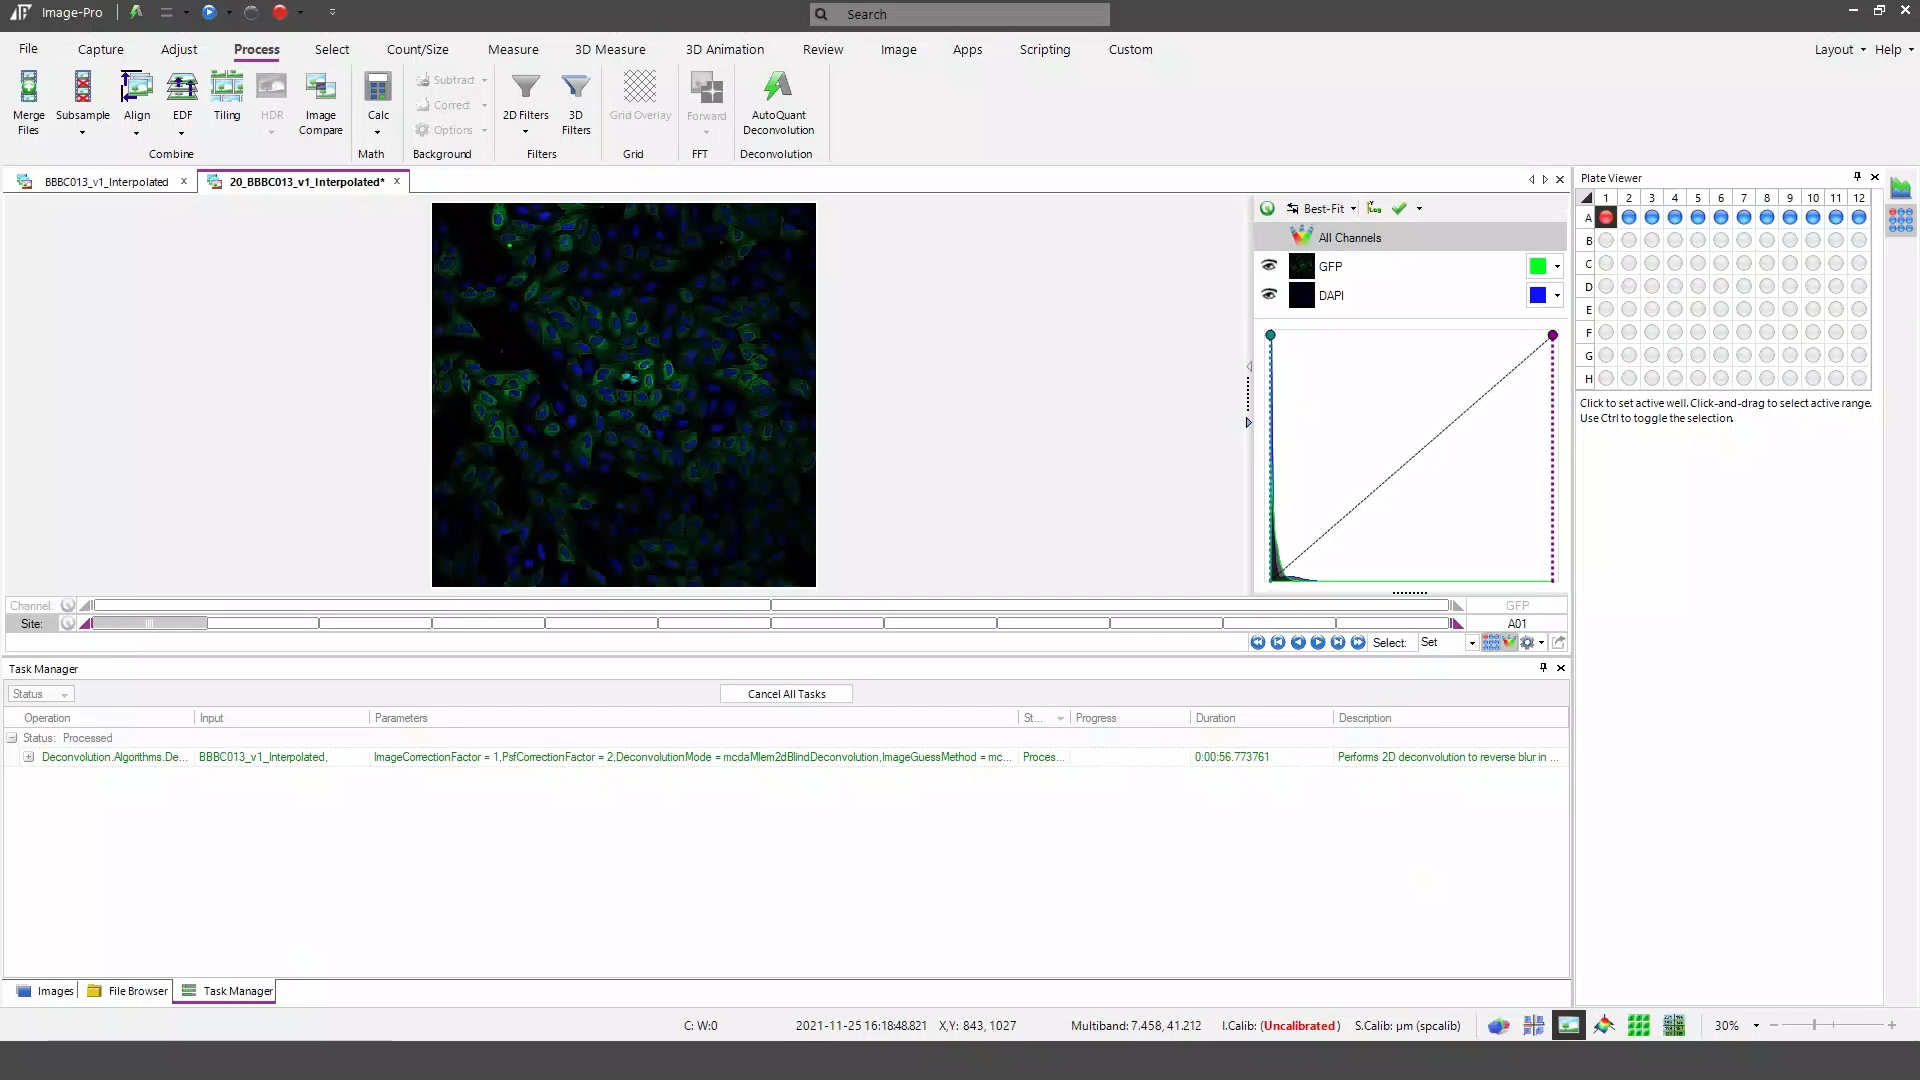 Image-Pro
Search
File Capture Adjust Process Select Count/Size Measure 3D Measure 3D Animation Review Image Apps Scripting Custom Layout Help
Merge Files Subsample Align EDF Tiling HDR Image Compare
Combine
Calc
Math
Subtract
Correct
Options
Background
2D Filters 3D Filters
Filters
Grid Overlay
Grid
Forward
FFT
AutoQuant Deconvolution
Deconvolution
BBBC013_v1_Interpolated
20_BBBC013_v1_Interpolated*
Best-Fit
All Channels
GFP
DAPI
Plate Viewer
1 2 3 4 5 6 7 8 9 10 11 12
A
B
C
D
E
F
G
H
Click to set active well. Click-and-drag to select active range.
Use Ctrl to toggle the selection.
Channel: GFP
Site: A01
Select: Set
Task Manager
Status
Cancel All Tasks
Operation Input Parameters St... Progress Duration Description
Status: Processed
Deconvolution.Algorithms.De... BBBC013_v1_Interpolated, ImageCorrectionFactor = 1,PsfCorrectionFactor = 2,DeconvolutionMode = mcdaMlem2dBlindDeconvolution,ImageGuessMethod = mc... Proces... 0:00:56.773761 Performs 2D deconvolution to reverse blur in ...
Images File Browser Task Manager
C: W:0 2021-11-25 16:18:48.821 X,Y: 843, 1027 Multiband: 7.458, 41.212 I.Calib: (Uncalibrated) S.Calib: µm (spcalib) 30%